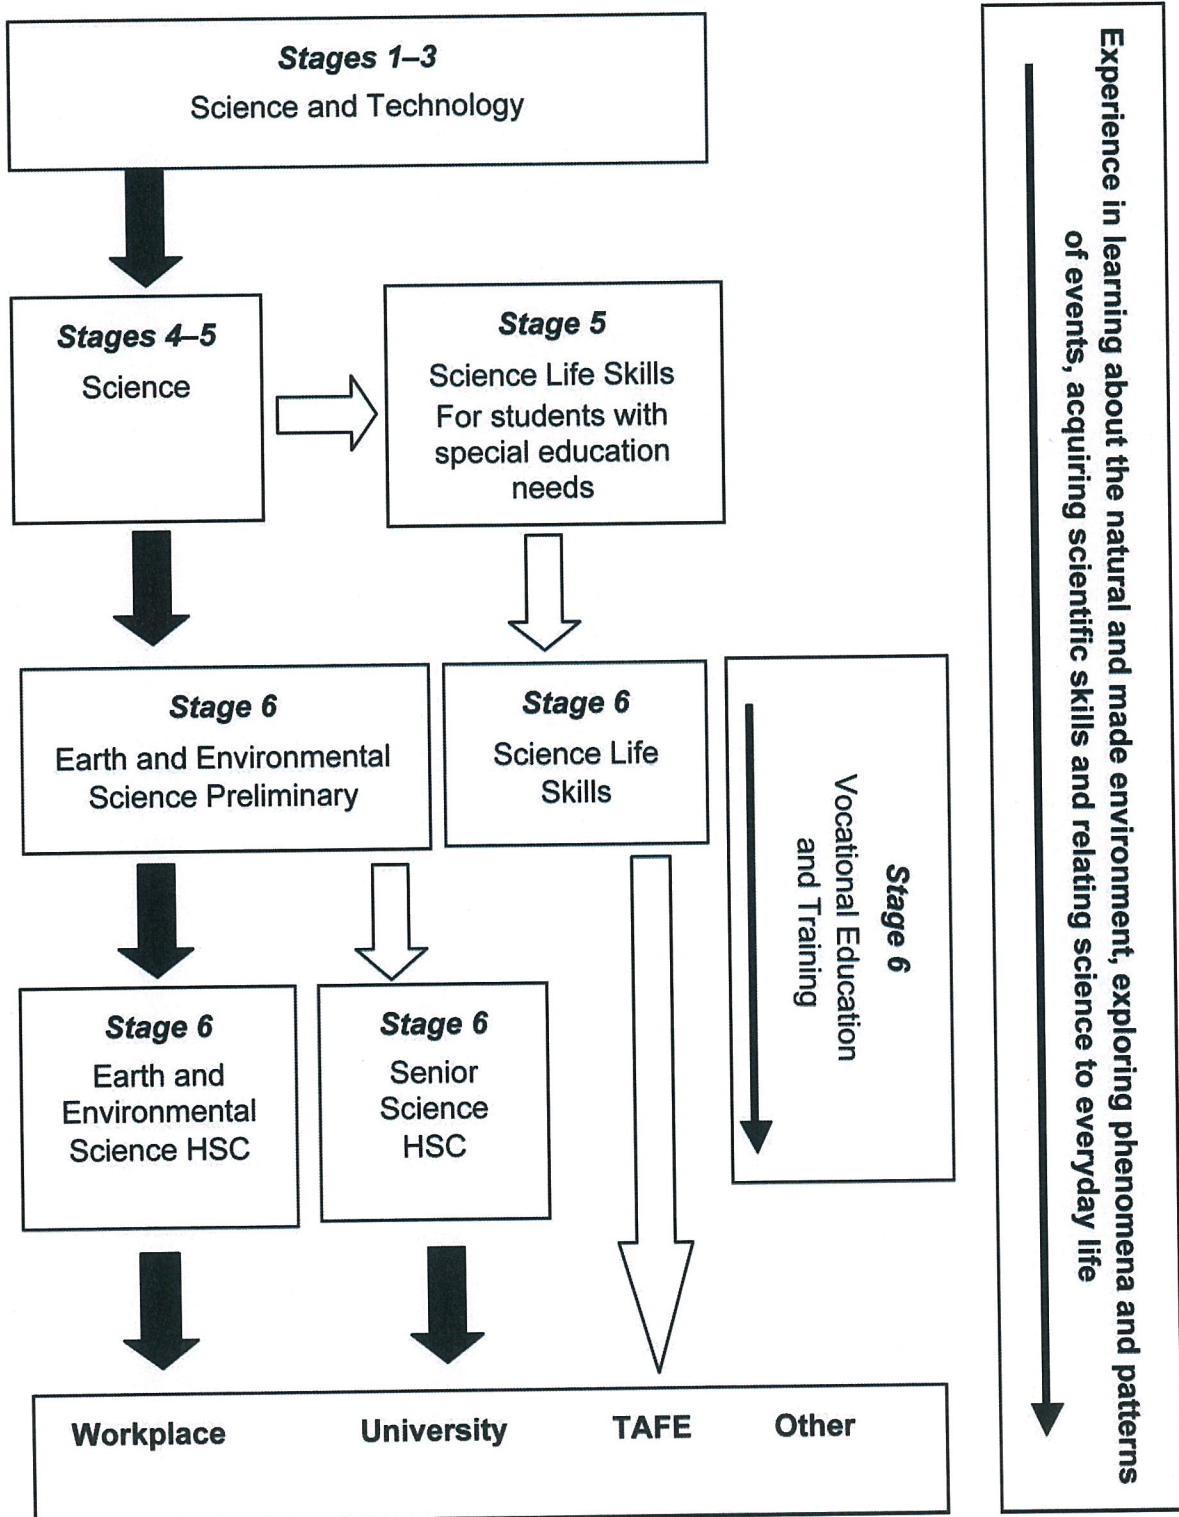 Stages 1–3
Science and Technology
Stages 4–5
Science
Stage 5
Science Life Skills
For students with
special education
needs
Stage 6
Earth and Environmental
Science Preliminary
Stage 6
Science Life
Skills
Stage 6
Vocational Education
and Training
Stage 6
Earth and
Environmental
Science HSC
Stage 6
Senior
Science
HSC
Workplace
University
TAFE
Other
Experience in learning about the natural and made environment, exploring phenomena and patterns
of events, acquiring scientific skills and relating science to everyday life